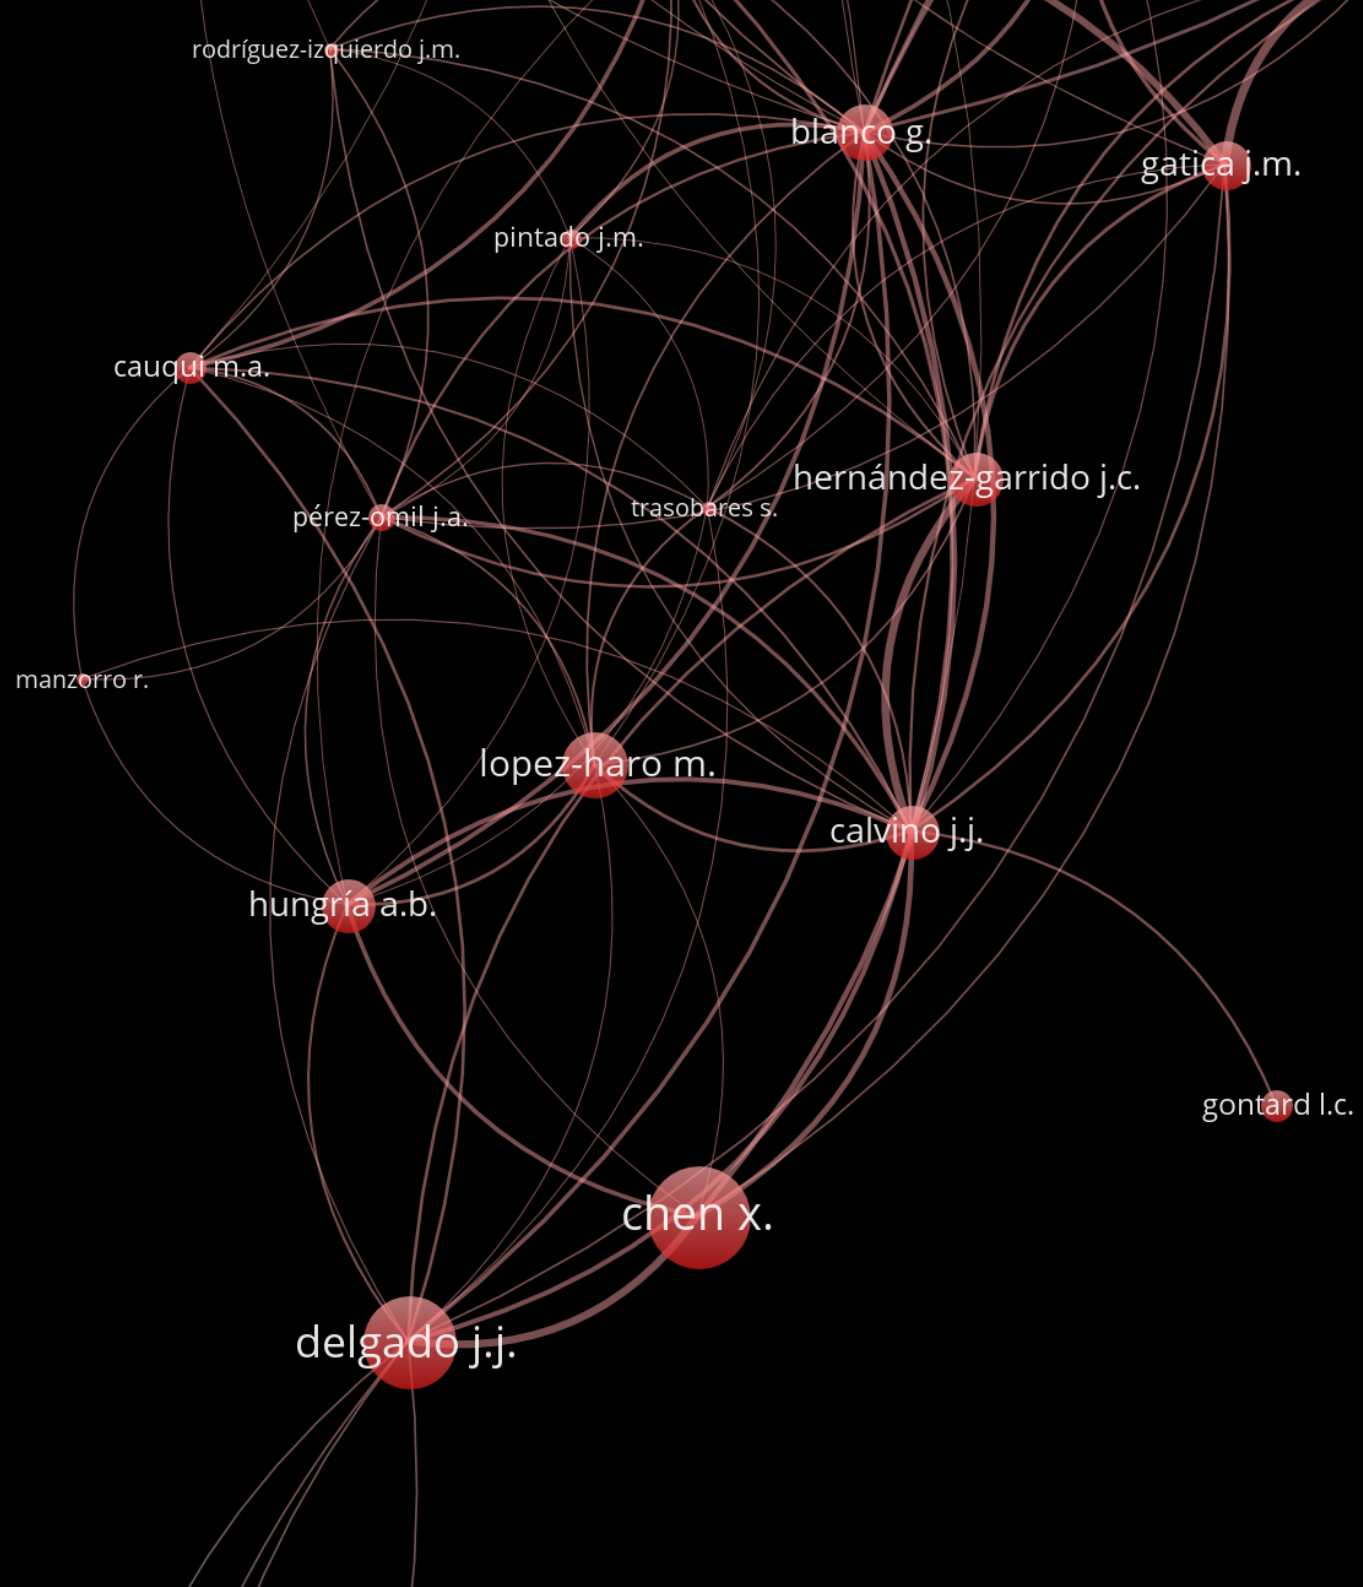 rodríguez-izquierdo j.m.
blanco g.
gatica j.m.
pintado j.m.
cauqui m.a.
hernández-garrido j.c.
trasobares s.
pérez-omil j.a.
manzorro r.
lopez-haro m.
calvino j.j.
hungría a.b.
gontard l.c.
chen x.
delgado j.j.